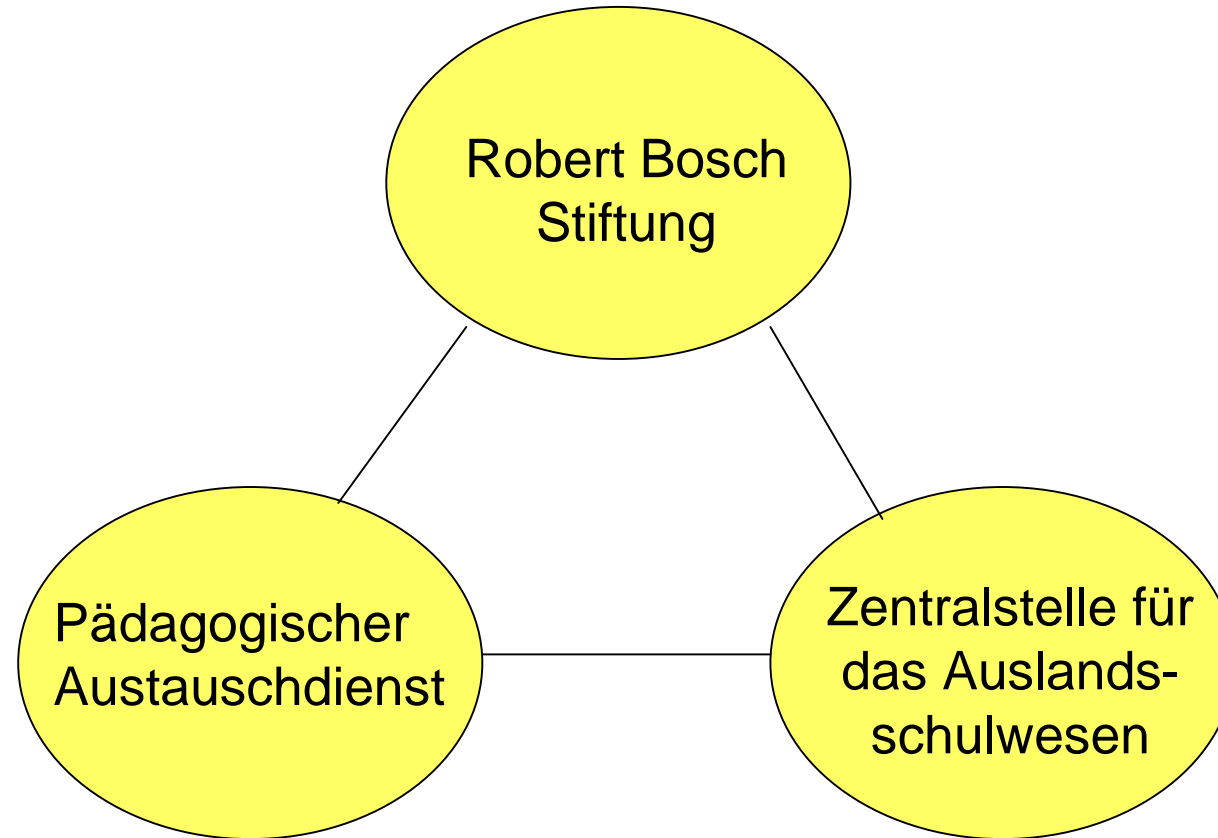 Robert Bosch
Stiftung
Pädagogischer
Austauschdienst
Zentralstelle für
das Auslands-
schulwesen